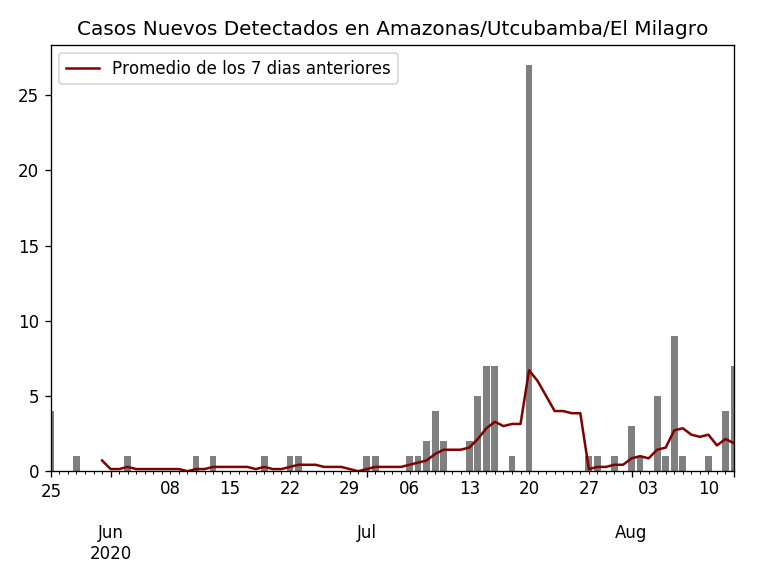 Casos Nuevos Detectados en Amazonas/Utcubamba/El Milagro
Promedio de los 7 dias anteriores
25
20
15
10
5
0
25 08 15 22 29 06 13 20 27 03 10
Jun Jul Aug
2020